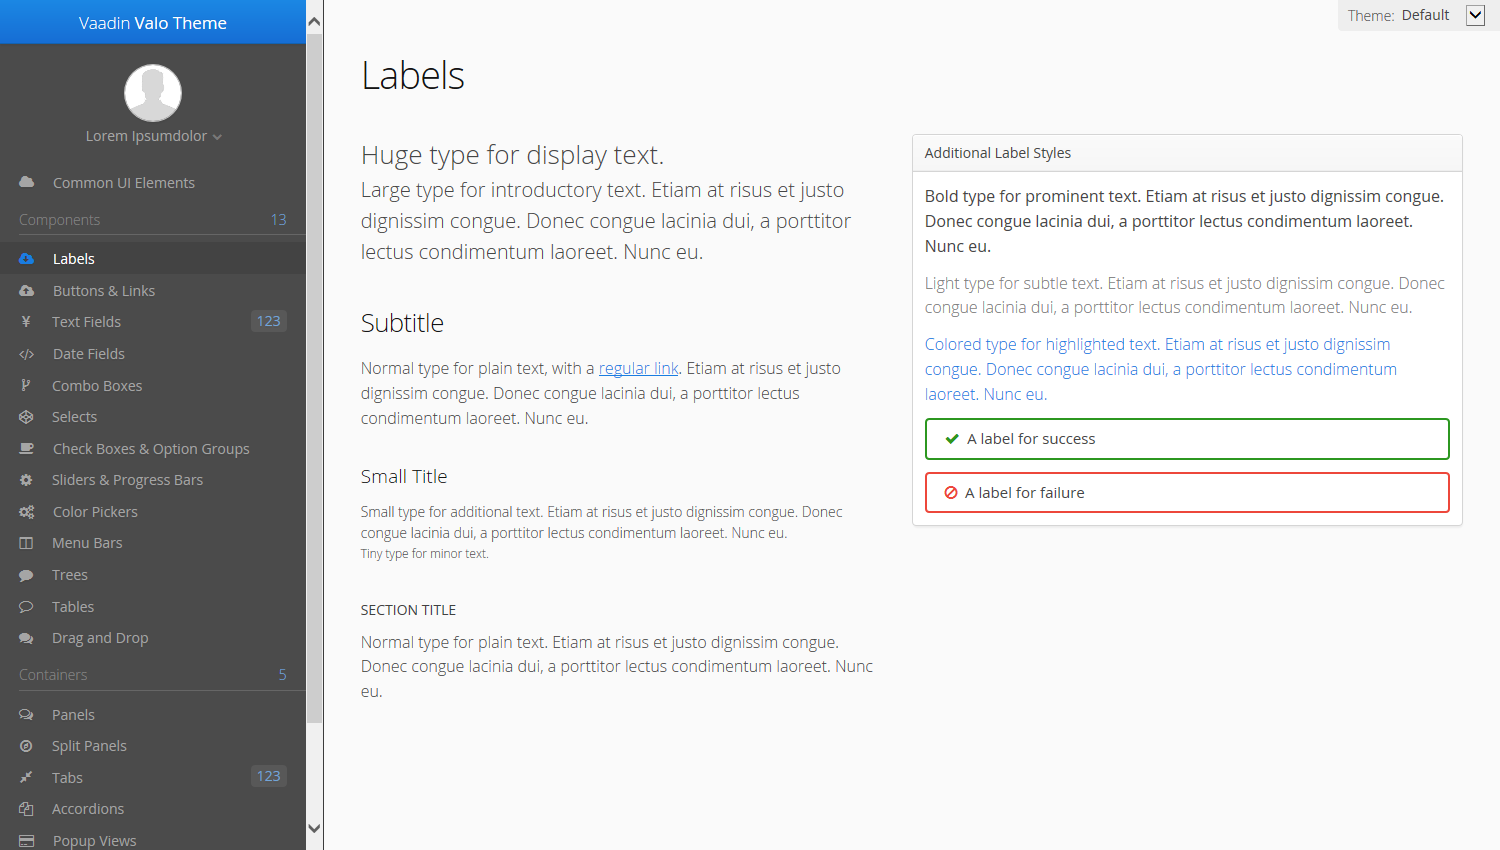 Vaadin Valo Theme
Lorem Ipsumdolor
Common UI Elements
Components 13
Labels
Buttons & Links
Text Fields 123
Date Fields
Combo Boxes
Selects
Check Boxes & Option Groups
Sliders & Progress Bars
Color Pickers
Menu Bars
Trees
Tables
Drag and Drop
Containers 5
Panels
Split Panels
Tabs 123
Accordions
Popup Views
Theme: Default
Labels
Huge type for display text.
Large type for introductory text. Etiam at risus et justo
dignissim congue. Donec congue lacinia dui, a porttitor
lectus condimentum laoreet. Nunc eu.
Subtitle
Normal type for plain text, with a regular link. Etiam at risus et justo
dignissim congue. Donec congue lacinia dui, a porttitor lectus
condimentum laoreet. Nunc eu.
Small Title
Small type for additional text. Etiam at risus et justo dignissim congue. Donec
congue lacinia dui, a porttitor lectus condimentum laoreet. Nunc eu.
Tiny type for minor text.
SECTION TITLE
Normal type for plain text. Etiam at risus et justo dignissim congue.
Donec congue lacinia dui, a porttitor lectus condimentum laoreet. Nunc
eu.
Additional Label Styles
Bold type for prominent text. Etiam at risus et justo dignissim congue.
Donec congue lacinia dui, a porttitor lectus condimentum laoreet.
Nunc eu.
Light type for subtle text. Etiam at risus et justo dignissim congue. Donec
congue lacinia dui, a porttitor lectus condimentum laoreet. Nunc eu.
Colored type for highlighted text. Etiam at risus et justo dignissim
congue. Donec congue lacinia dui, a porttitor lectus condimentum
laoreet. Nunc eu.
A label for success
A label for failure